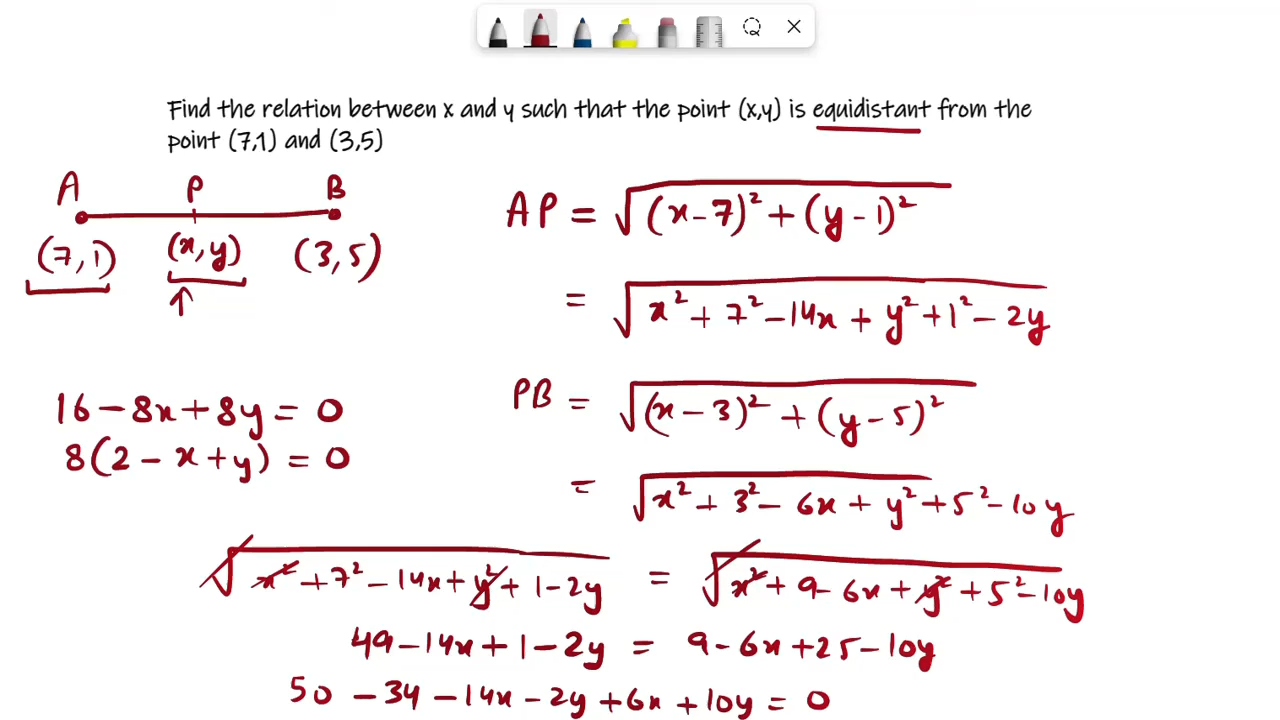 Find the relation between x and y such that the point (x,y) is equidistant from the
point (7,1) and (3,5)
A P B
(7,1) (x,y) (3,5)
AP = √(x-7)² + (y-1)²
= √x² + 7² - 14x + y² + 1² - 2y
PB = √(x-3)² + (y-5)²
= √x² + 3² - 6x + y² + 5² - 10y
√x² + 7² - 14x + y² + 1 - 2y = √x² + 9 - 6x + y² + 5² - 10y
49 - 14x + 1 - 2y = 9 - 6x + 25 - 10y
50 - 34 - 14x - 2y + 6x + 10y = 0
16 - 8x + 8y = 0
8(2 - x + y) = 0